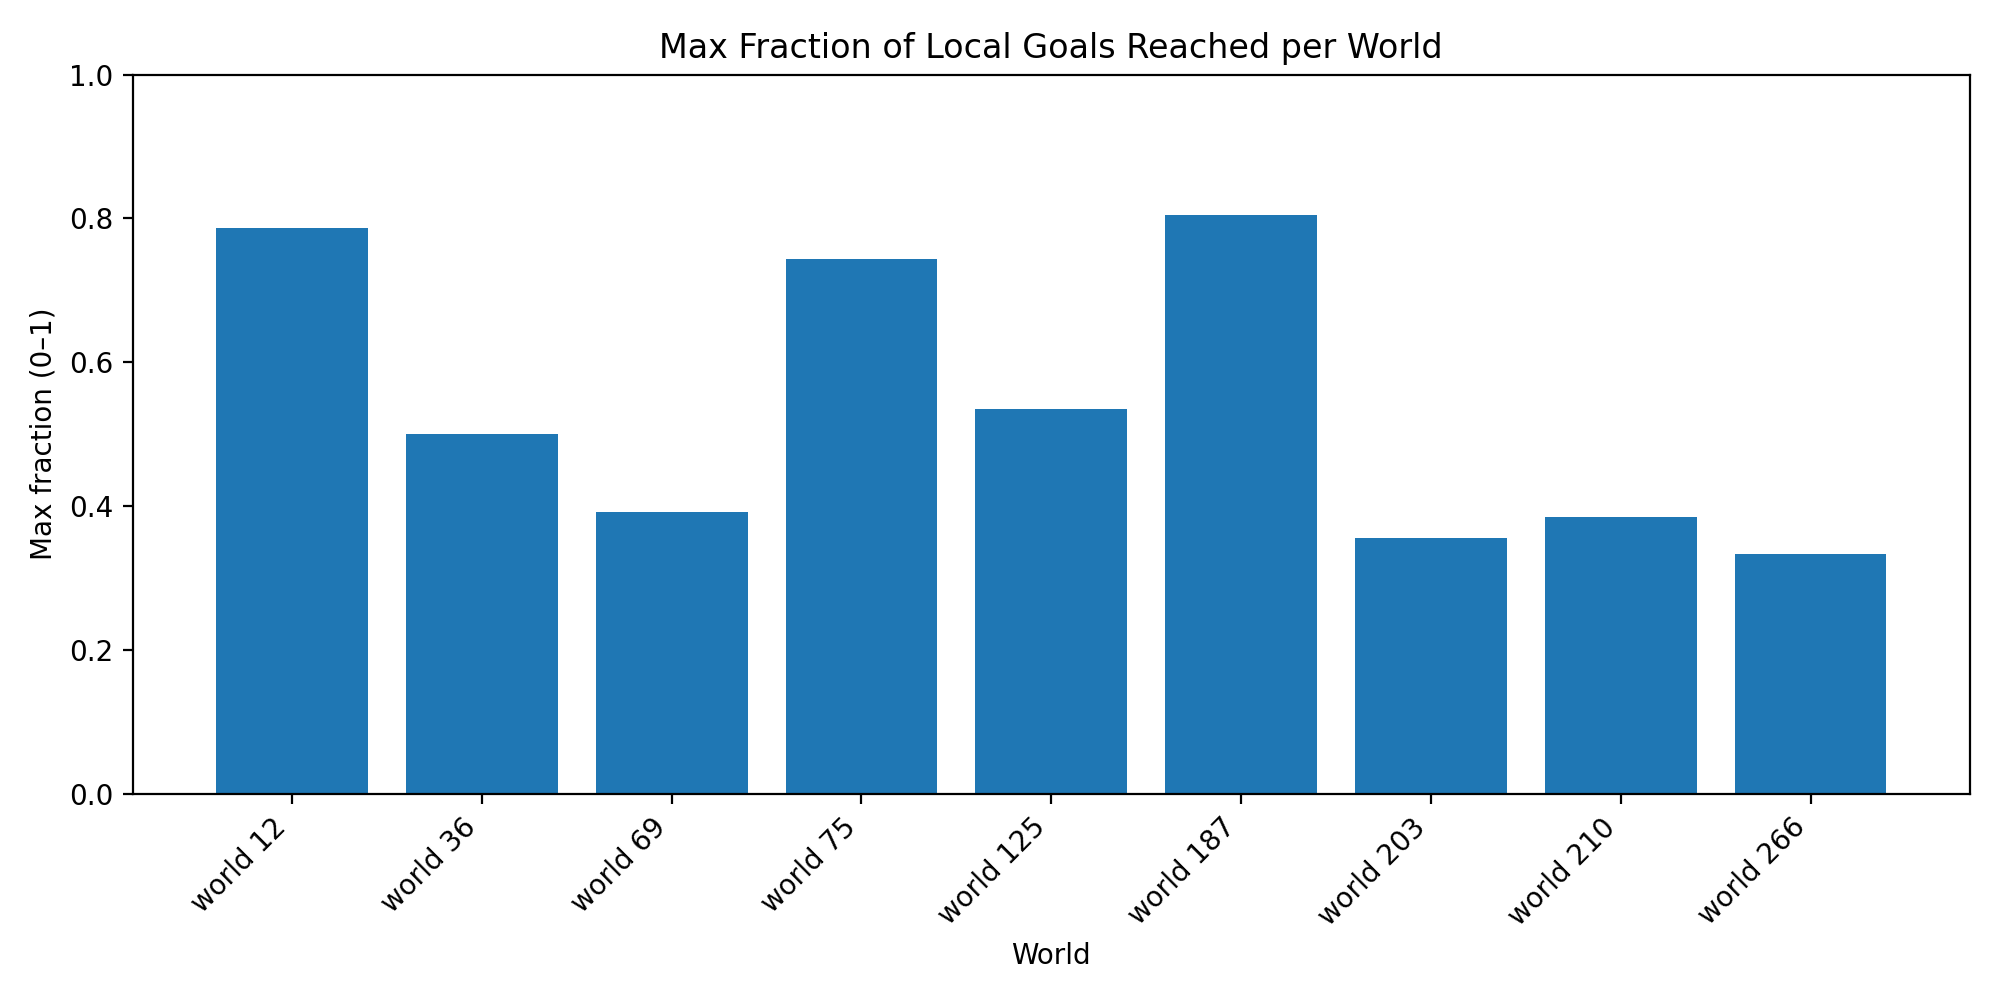 Max Fraction of Local Goals Reached per World
Max fraction (0–1)
1.0
0.8
0.6
0.4
0.2
0.0
world 12
world 36
world 69
world 75
world 125
world 187
world 203
world 210
world 266
World